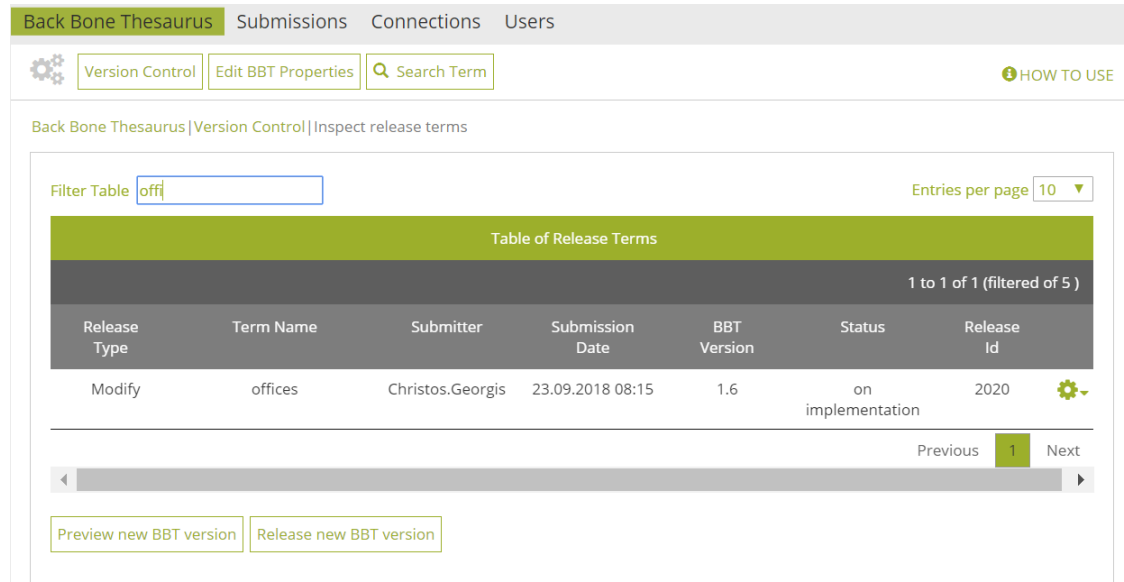 Back Bone Thesaurus Submissions Connections Users
Version Control Edit BBT Properties Search Term HOW TO USE
Back Bone Thesaurus|Version Control|Inspect release terms
Filter Table offi Entries per page 10
Table of Release Terms
1 to 1 of 1 (filtered of 5 )
Release Type Term Name Submitter Submission Date BBT Version Status Release Id
Modify offices Christos.Georgis 23.09.2018 08:15 1.6 on implementation 2020
Previous 1 Next
Preview new BBT version Release new BBT version